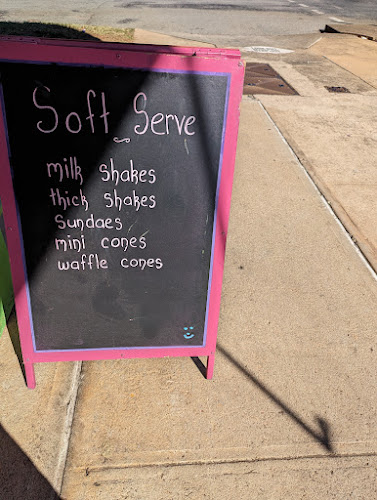 Soft Serve
milk shakes
thick shakes
Sundaes
mini cones
waffle cones